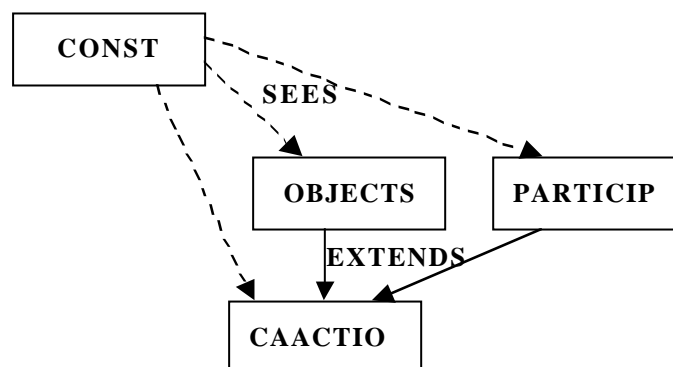 CONST
SEES
OBJECTS
PARTICIP
EXTENDS
CAACTIO